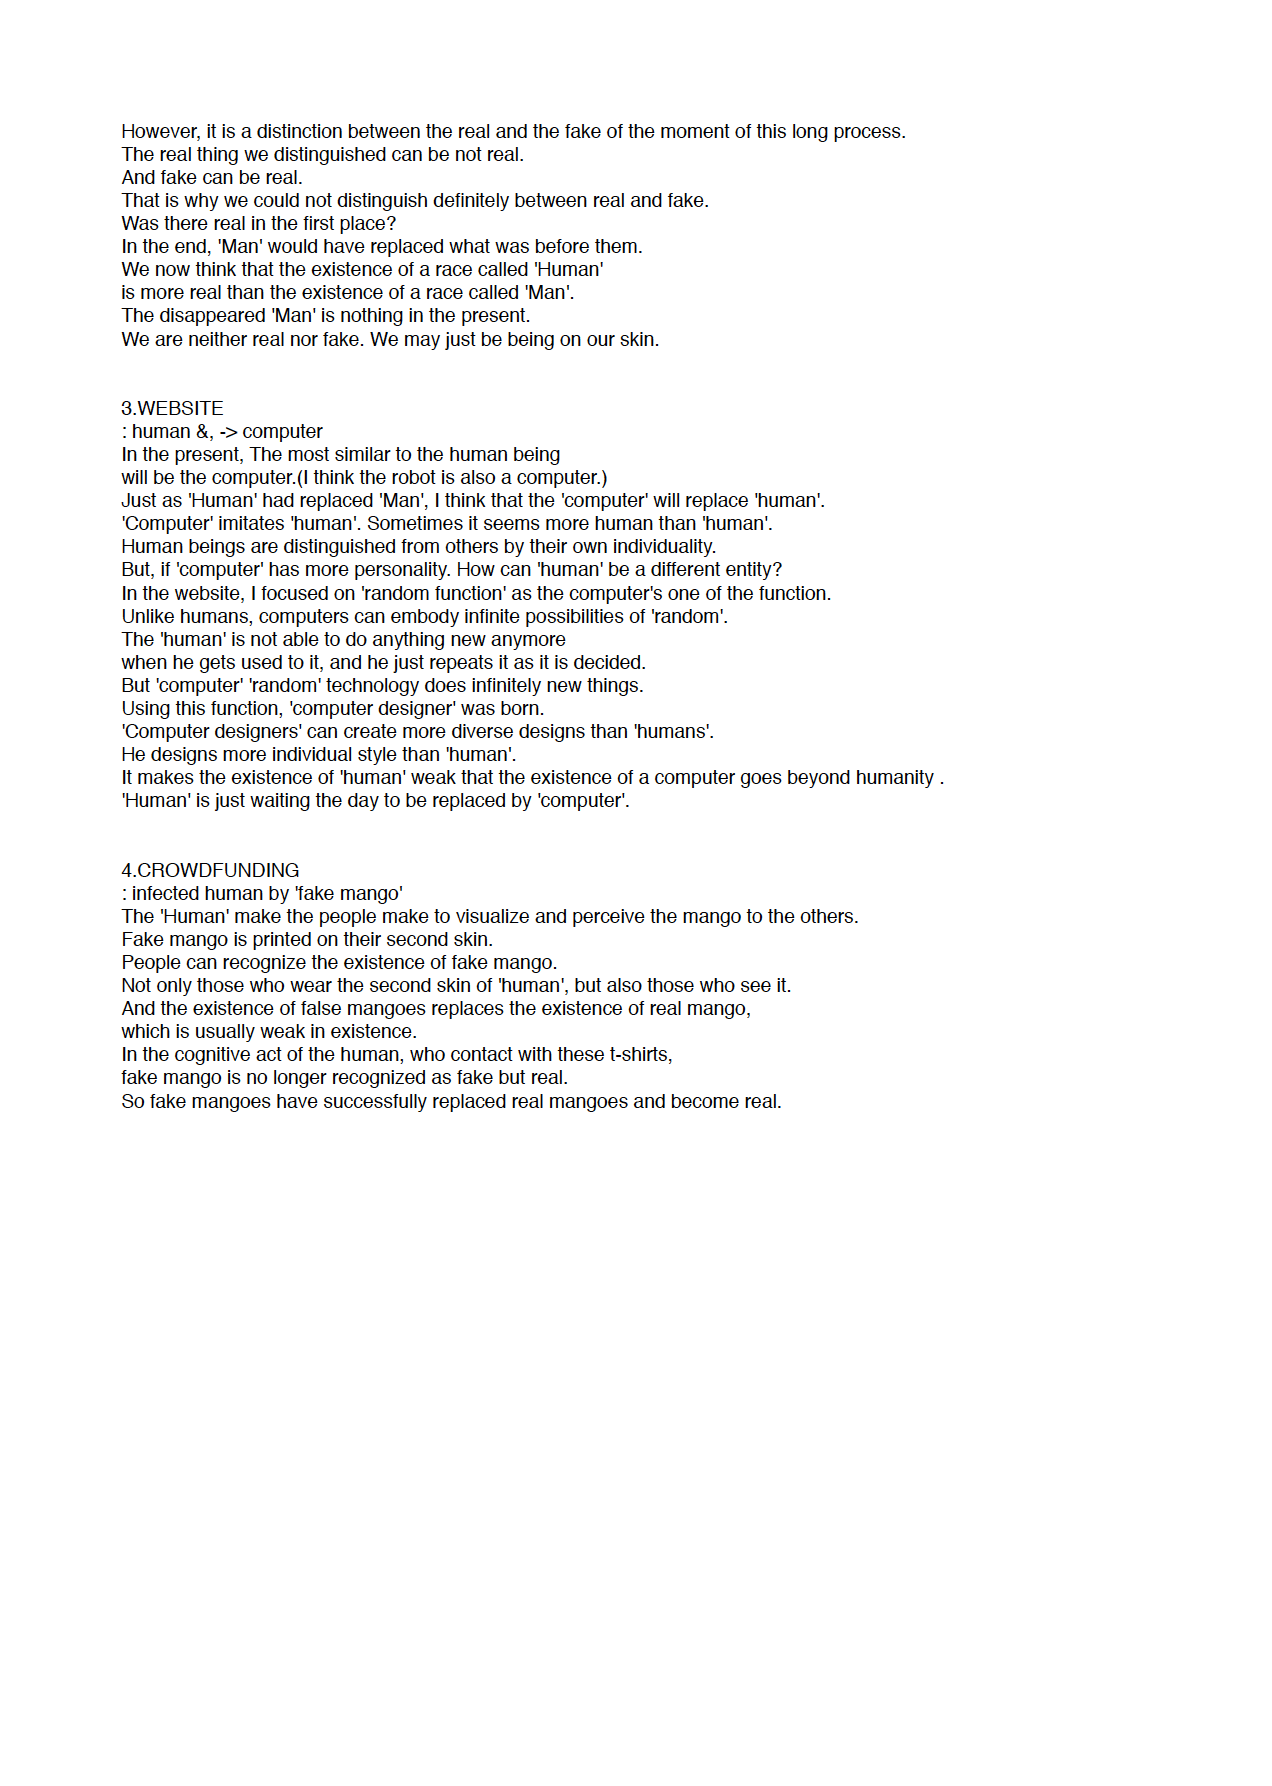 However, it is a distinction between the real and the fake of the moment of this long process.
The real thing we distinguished can be not real.
And fake can be real.
That is why we could not distinguish definitely between real and fake.
Was there real in the first place?
In the end, 'Man' would have replaced what was before them.
We now think that the existence of a race called 'Human'
is more real than the existence of a race called 'Man'.
The disappeared 'Man' is nothing in the present.
We are neither real nor fake. We may just be being on our skin.
3.WEBSITE
: human &, -> computer
In the present, The most similar to the human being
will be the computer.(I think the robot is also a computer.)
Just as 'Human' had replaced 'Man', I think that the 'computer' will replace 'human'.
'Computer' imitates 'human'. Sometimes it seems more human than 'human'.
Human beings are distinguished from others by their own individuality.
But, if 'computer' has more personality. How can 'human' be a different entity?
In the website, I focused on 'random function' as the computer's one of the function.
Unlike humans, computers can embody infinite possibilities of 'random'.
The 'human' is not able to do anything new anymore
when he gets used to it, and he just repeats it as it is decided.
But 'computer' 'random' technology does infinitely new things.
Using this function, 'computer designer' was born.
'Computer designers' can create more diverse designs than 'humans'.
He designs more individual style than 'human'.
It makes the existence of 'human' weak that the existence of a computer goes beyond humanity .
'Human' is just waiting the day to be replaced by 'computer'.
4.CROWDFUNDING
: infected human by 'fake mango'
The 'Human' make the people make to visualize and perceive the mango to the others.
Fake mango is printed on their second skin.
People can recognize the existence of fake mango.
Not only those who wear the second skin of 'human', but also those who see it.
And the existence of false mangoes replaces the existence of real mango,
which is usually weak in existence.
In the cognitive act of the human, who contact with these t-shirts,
fake mango is no longer recognized as fake but real.
So fake mangoes have successfully replaced real mangoes and become real.